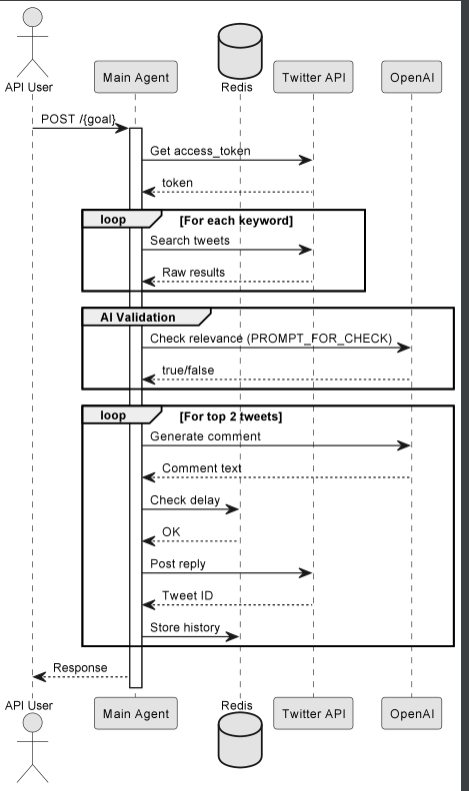 API User
Main Agent
Redis
Twitter API
OpenAI
POST /{goal}
Get access_token
token
loop
[For each keyword]
Search tweets
Raw results
AI Validation
Check relevance (PROMPT_FOR_CHECK)
true/false
loop
[For top 2 tweets]
Generate comment
Comment text
Check delay
OK
Post reply
Tweet ID
Store history
Response
API User
Main Agent
Redis
Twitter API
OpenAI